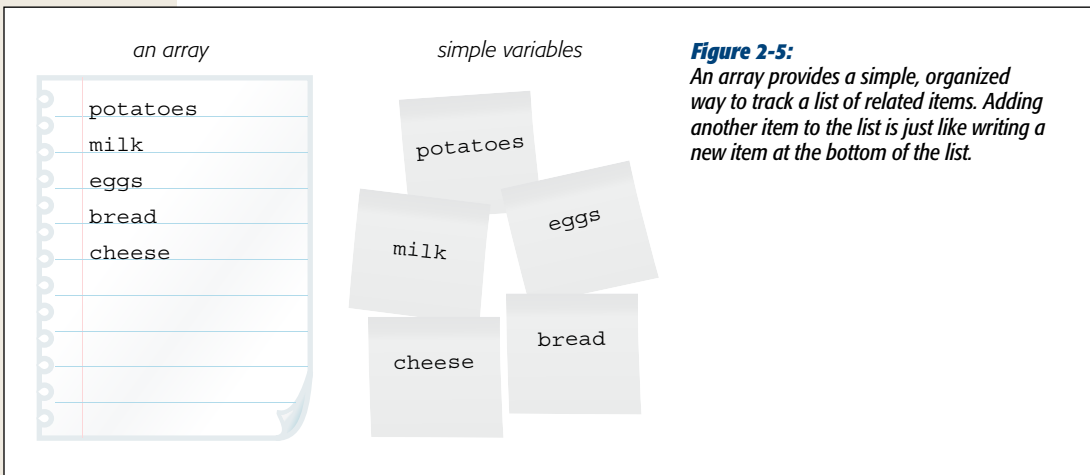 an array
potatoes
milk
eggs
bread
cheese
simple variables
potatoes
eggs
milk
bread
cheese
Figure 2-5:
An array provides a simple, organized
way to track a list of related items. Adding
another item to the list is just like writing a
new item at the bottom of the list.